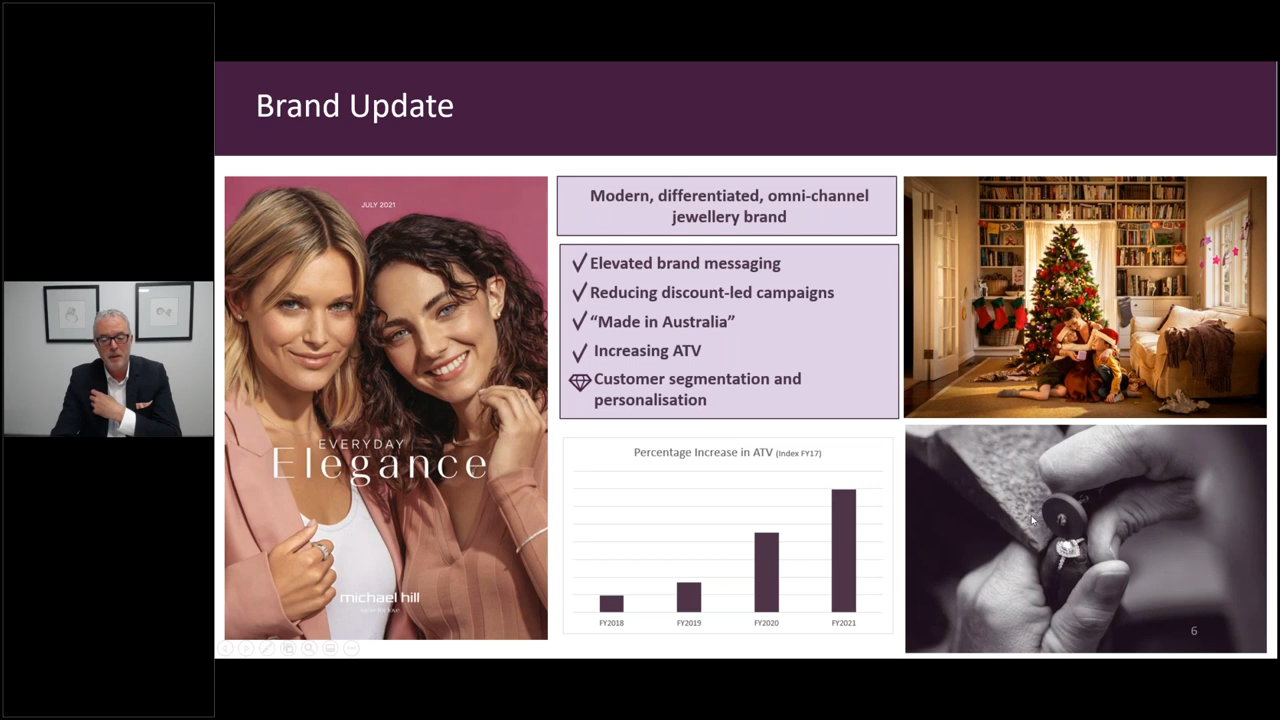 Brand Update
JULY 2021
EVERYDAY
Elegance
michael hill
Modern, differentiated, omni-channel
jewellery brand
Elevated brand messaging
Reducing discount-led campaigns
“Made in Australia”
Increasing ATV
Customer segmentation and
personalisation
Percentage Increase in ATV (Index FY17)
FY2018 FY2019 FY2020 FY2021
6